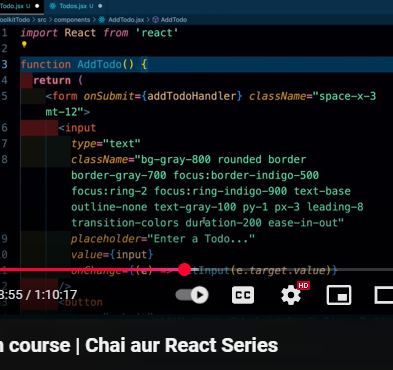 Todo.jsx U ● Todos.jsx U ●
oolkitTodo > src > components > AddTodo.jsx > AddTodo
1 import React from 'react'
2
3 function AddTodo() {
4 return (
5 <form onSubmit={addTodoHandler} className="space-x-3
mt-12">
6 <input
7 type="text"
8 className="bg-gray-800 rounded border
border-gray-700 focus:border-indigo-500
focus:ring-2 focus:ring-indigo-900 text-base
outline-none text-gray-100 py-1 px-3 leading-8
transition-colors duration-200 ease-in-out"
9 placeholder="Enter a Todo..."
value={input}
onChange={(e) => Input(e.target.value)}
/>
<button
3:55 / 1:10:17
CC
HD
course | Chai aur React Series